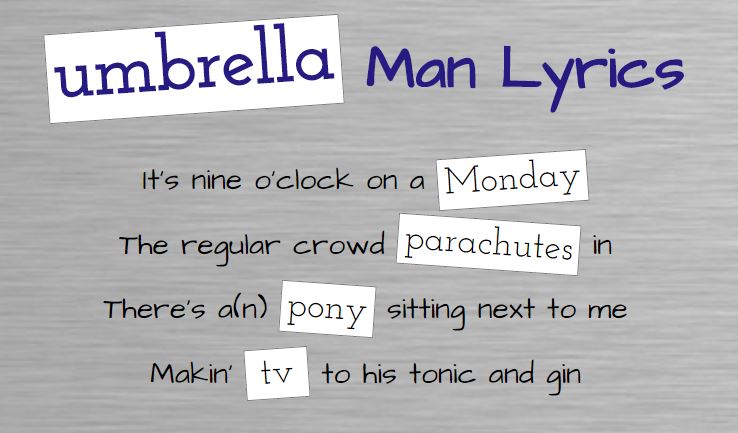 umbrella Man Lyrics
It's nine o'clock on a Monday
The regular crowd parachutes in
There's a(n) pony sitting next to me
Makin' tv to his tonic and gin